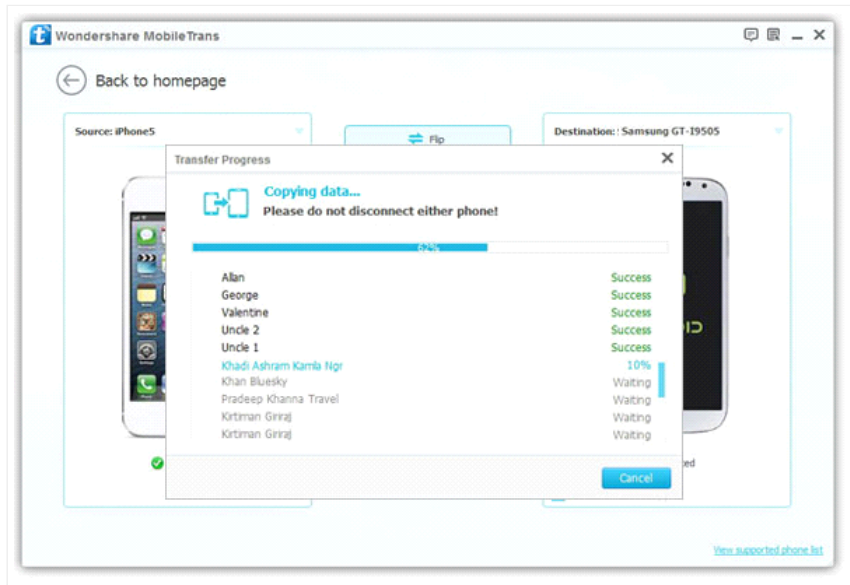 Wondershare MobileTrans
Back to homepage
Source: iPhone5
Flip
Destination: : Samsung GT-I9505
Transfer Progress
Copying data...
Please do not disconnect either phone!
62%
Allan Success
George Success
Valentine Success
Uncle 2 Success
Uncle 1 Success
Khadi Ashram Kamla Ngr 10%
Khan Bluesky Waiting
Pradeep Khanna Travel Waiting
Kirtiman Giriraj Waiting
Kirtiman Giriraj Waiting
Cancel
View supported phone list